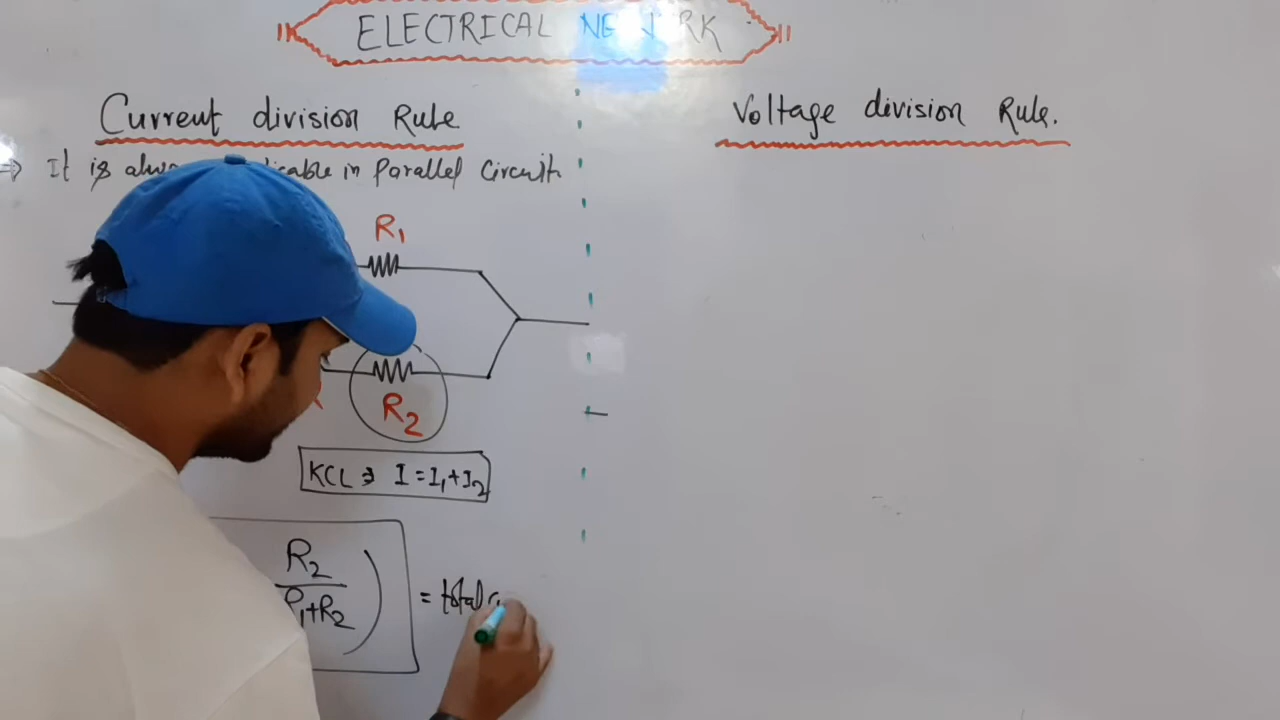 ELECTRICAL
Current division Rule
⇒ It is in parallel Circuit.
R₁
R₂
KCL ⇒ I = I₁+I₂
R₂
R₁+R₂
= total
Voltage division Rule.